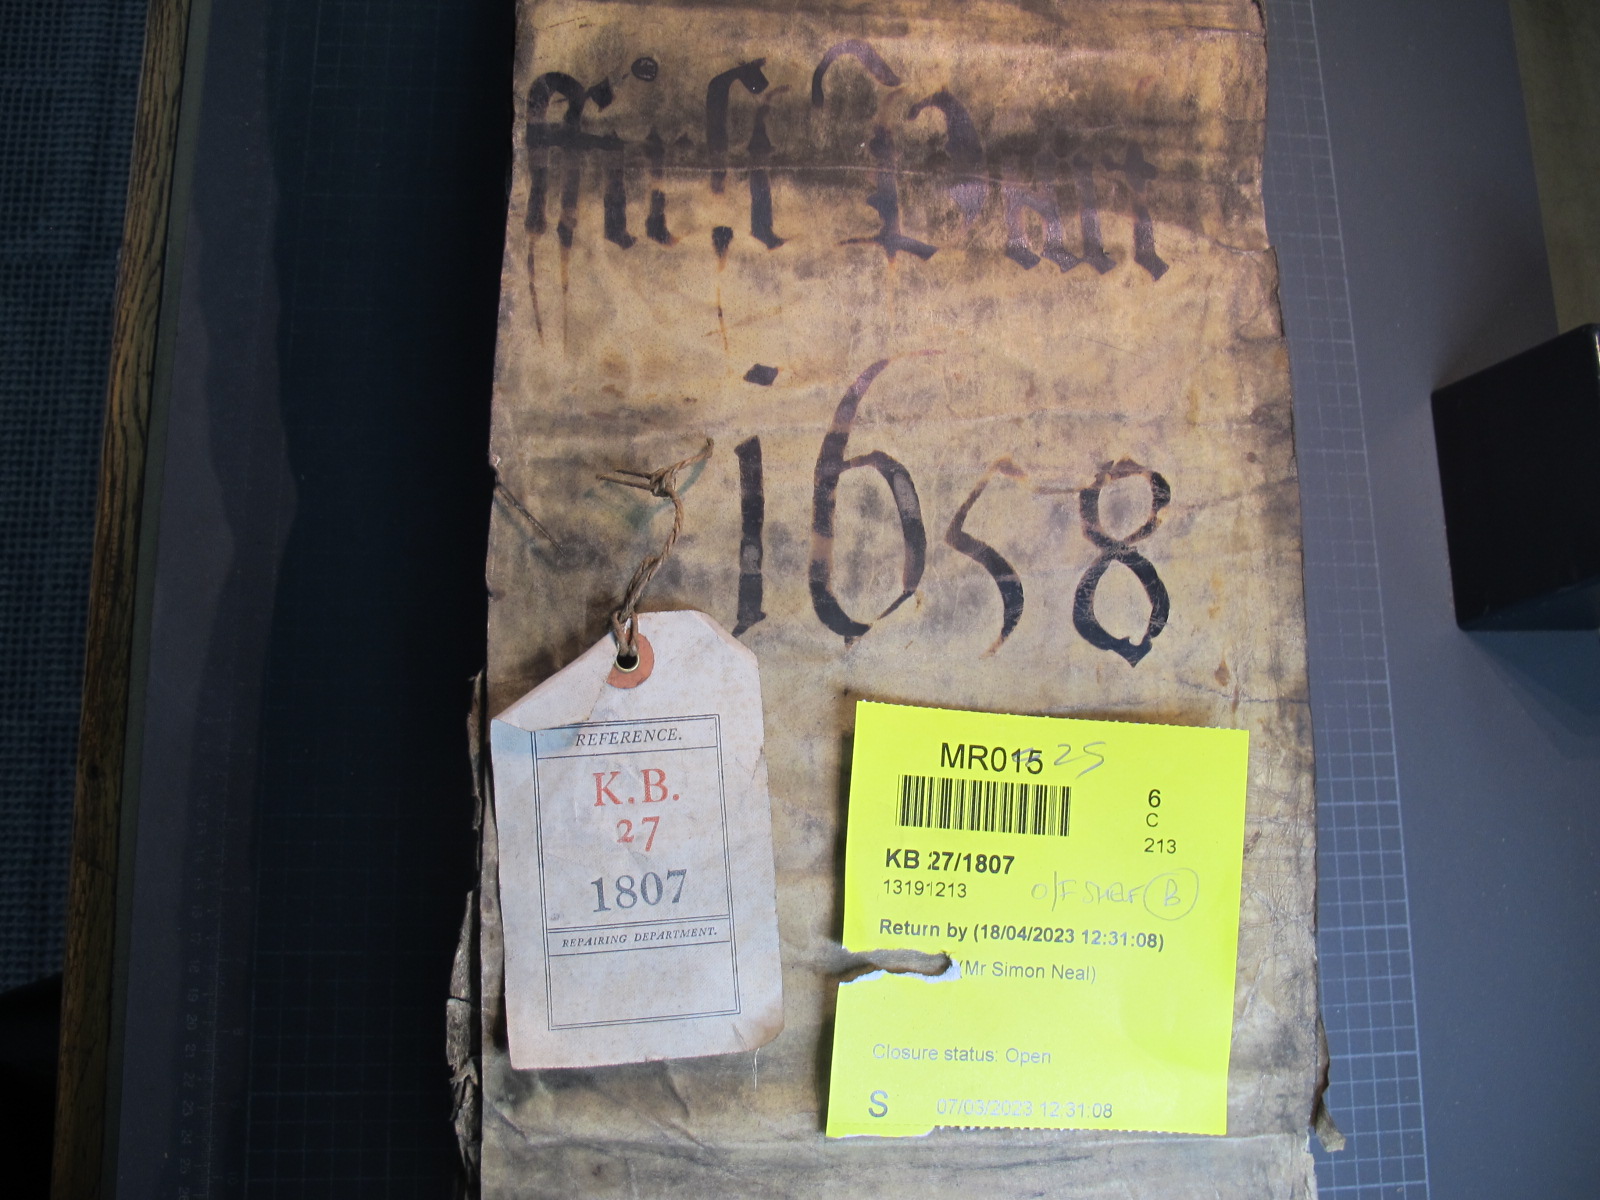 1658
REFERENCE.
K.B.
27
1807
REPAIRING DEPARTMENT.
MR015 25
6
C
213
KB 27/1807
13191213
O/F SHELF B
Return by (18/04/2023 12:31:08)
(Mr Simon Neal)
Closure status: Open
S 07/03/2023 12:31:08